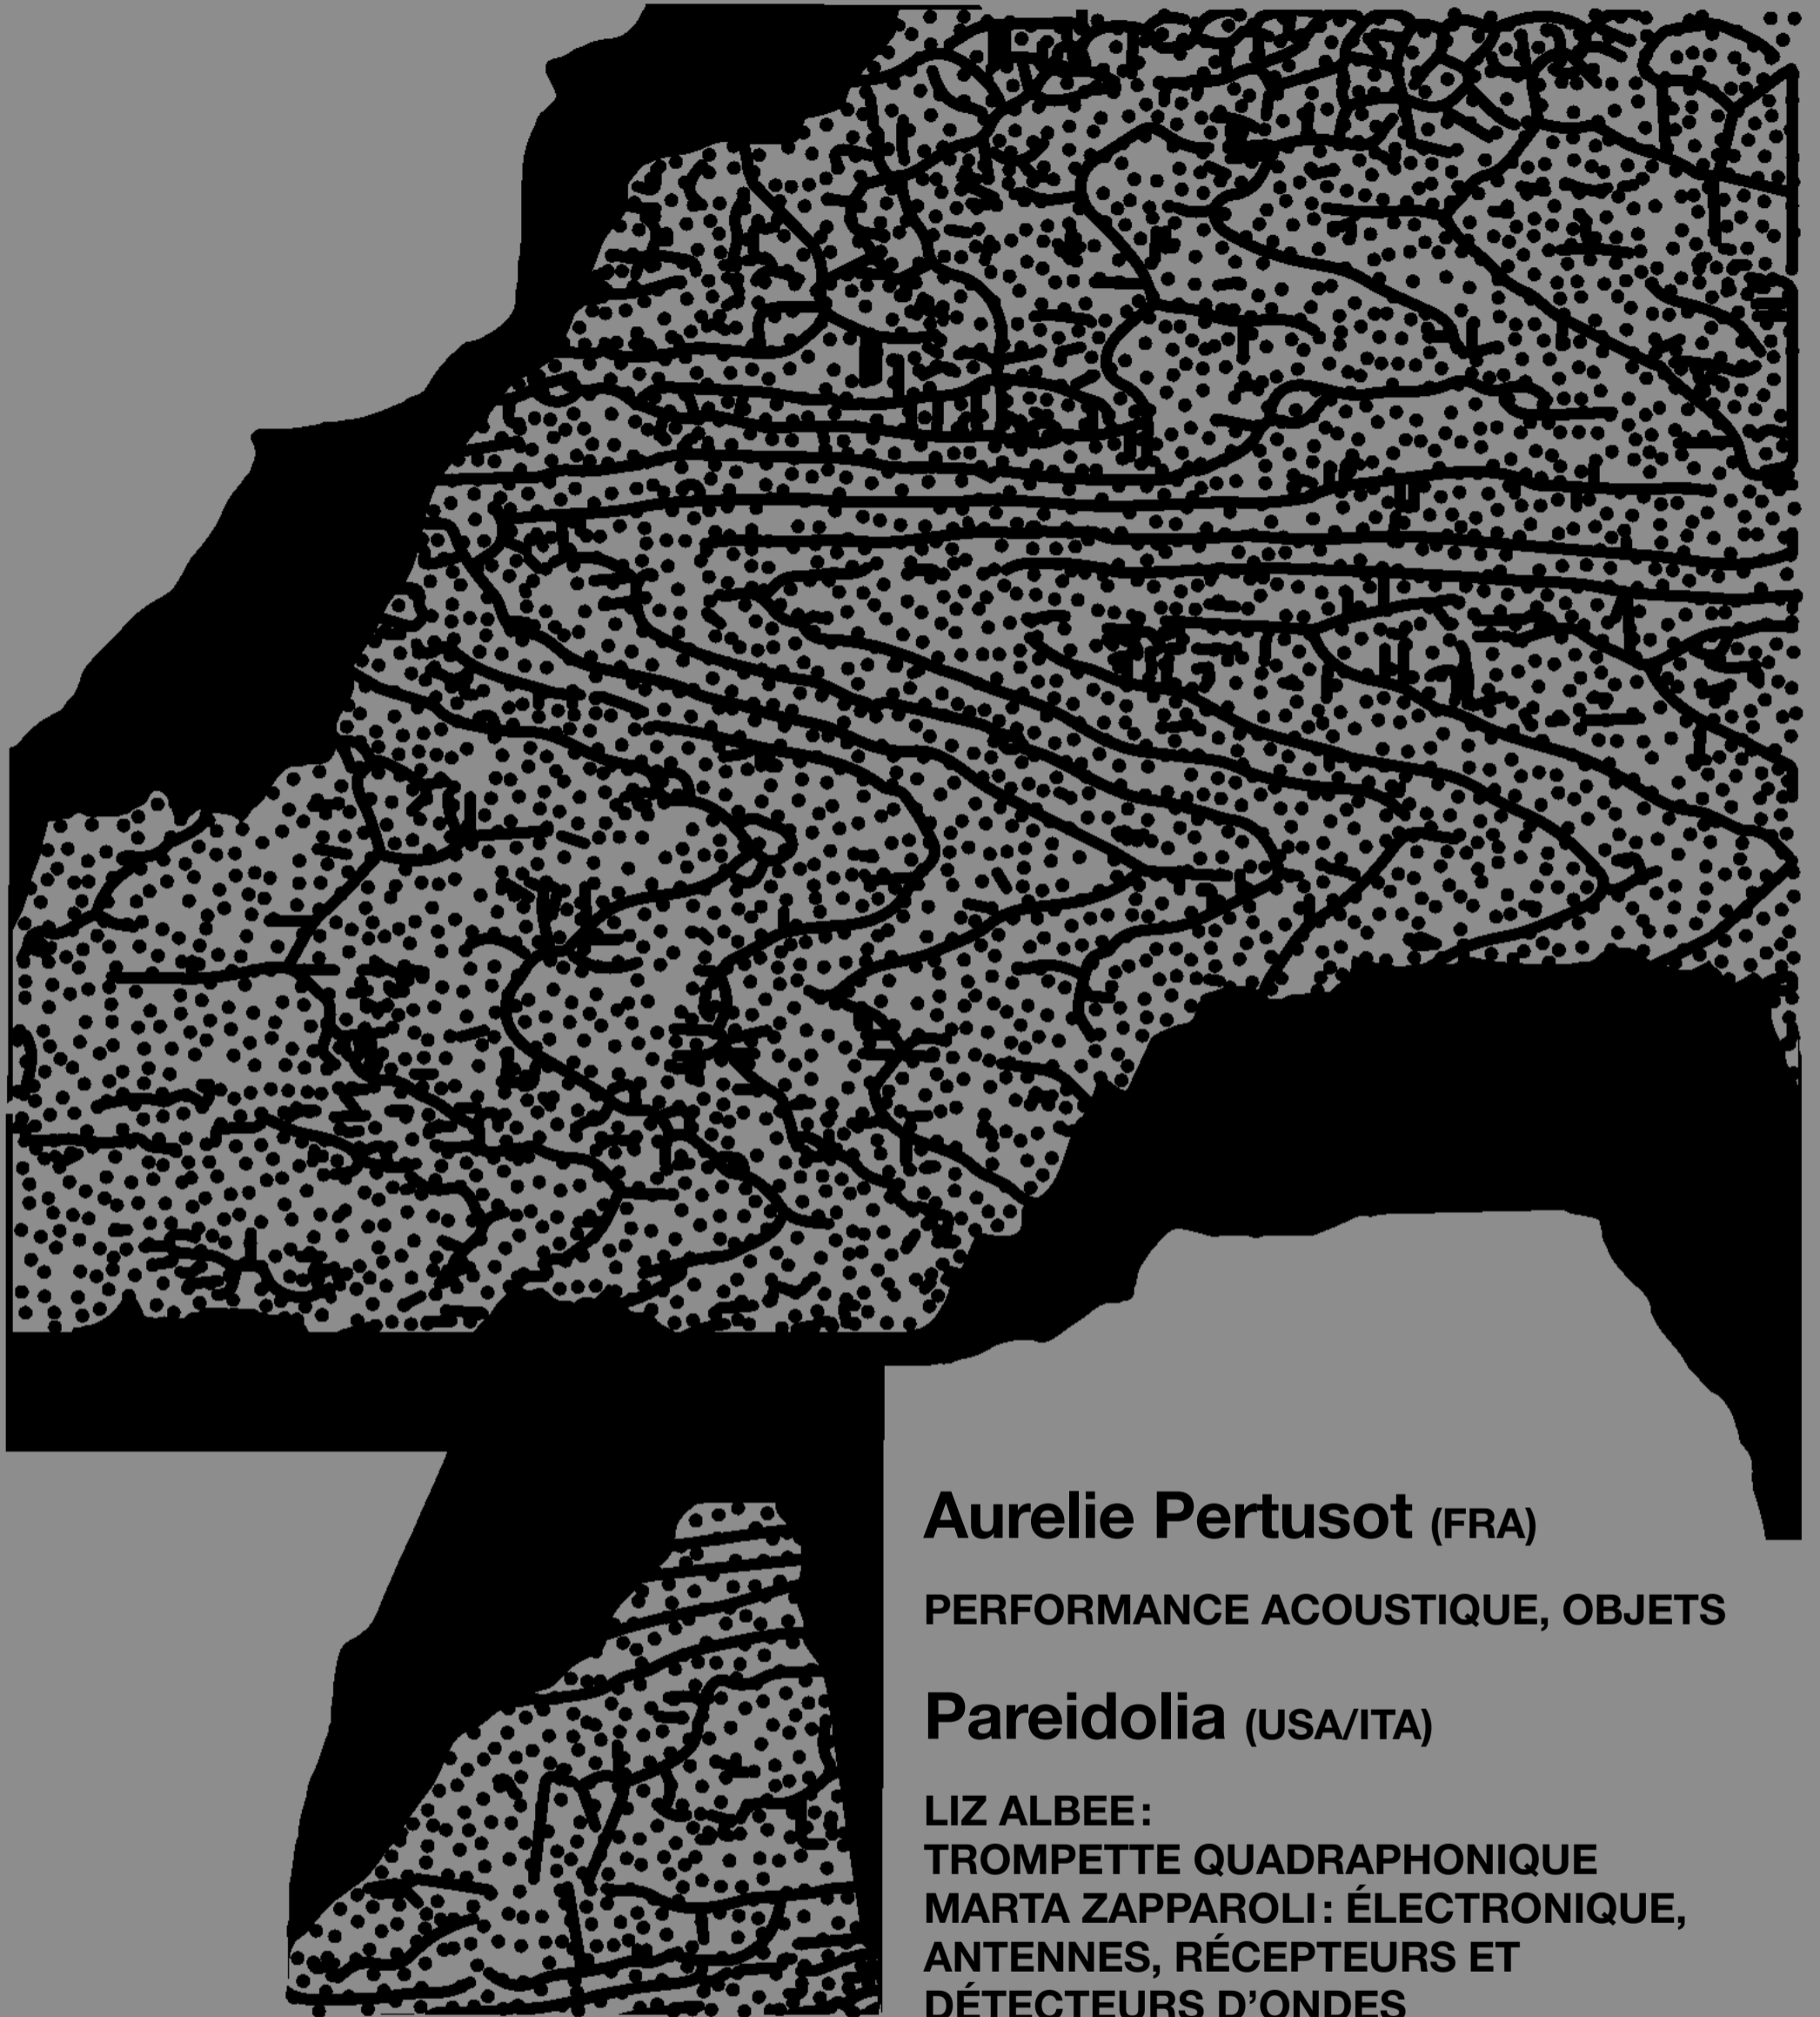 Aurelie Pertusot (FRA)
PERFORMANCE ACOUSTIQUE, OBJETS
Pareidolia (USA/ITA)
LIZ ALBEE:
TROMPETTE QUADRAPHONIQUE
MARTA ZAPPAROLI: ÉLECTRONIQUE,
ANTENNES, RÉCEPTEURS ET
DÉTECTEURS D'ONDES